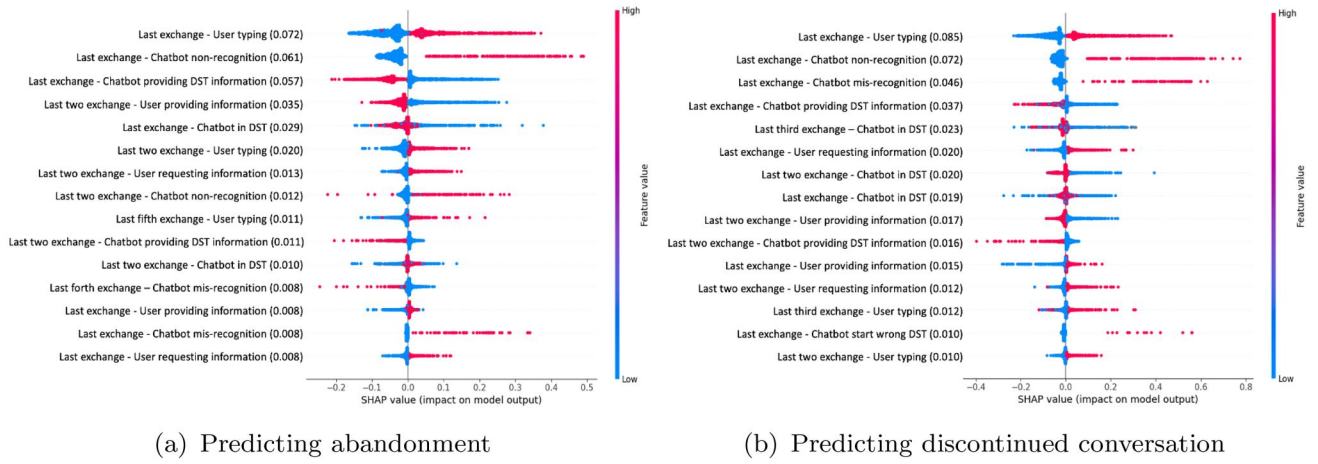 Last exchange - User typing (0.072)
Last exchange - Chatbot non-recognition (0.061)
Last exchange - Chatbot providing DST information (0.057)
Last two exchange - User providing information (0.035)
Last exchange - Chatbot in DST (0.029)
Last two exchange - User typing (0.020)
Last two exchange - User requesting information (0.013)
Last two exchange - Chatbot non-recognition (0.012)
Last fifth exchange - User typing (0.011)
Last two exchange - Chatbot providing DST information (0.011)
Last two exchange - Chatbot in DST (0.010)
Last forth exchange – Chatbot mis-recognition (0.008)
Last exchange - User providing information (0.008)
Last exchange - Chatbot mis-recognition (0.008)
Last exchange - User requesting information (0.008)
−0.2 −0.1 0.0 0.1 0.2 0.3 0.4 0.5
SHAP value (impact on model output)
High
Feature value
Low
(a) Predicting abandonment
Last exchange - User typing (0.085)
Last exchange - Chatbot non-recognition (0.072)
Last exchange - Chatbot mis-recognition (0.046)
Last exchange - Chatbot providing DST information (0.037)
Last third exchange – Chatbot in DST (0.023)
Last exchange - User requesting information (0.020)
Last two exchange - Chatbot in DST (0.020)
Last exchange - Chatbot in DST (0.019)
Last two exchange - User providing information (0.017)
Last two exchange - Chatbot providing DST information (0.016)
Last exchange - User providing information (0.015)
Last two exchange - User requesting information (0.012)
Last third exchange - User typing (0.012)
Last exchange - Chatbot start wrong DST (0.010)
Last two exchange - User typing (0.010)
−0.4 −0.2 0.0 0.2 0.4 0.6 0.8
SHAP value (impact on model output)
High
Feature value
Low
(b) Predicting discontinued conversation